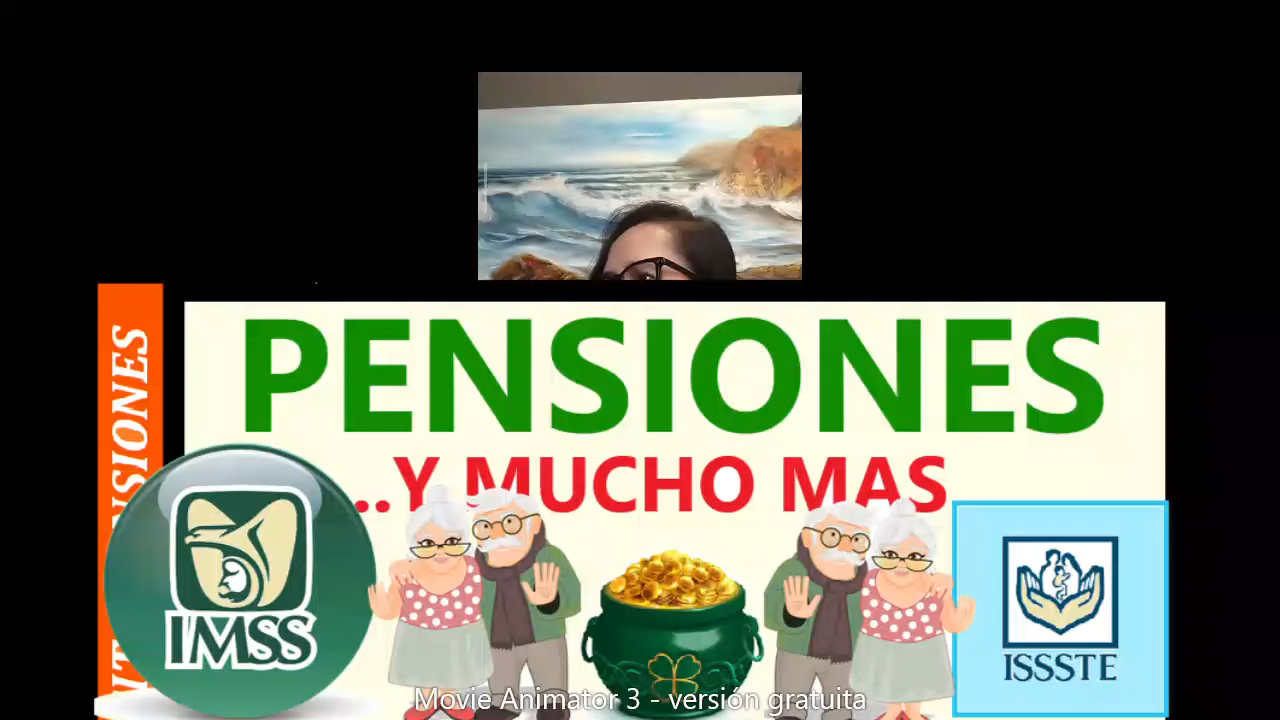 PENSIONES
..Y MUCHO MAS
IMSS
ISSSTE
Movie Animator 3 - versión gratuita